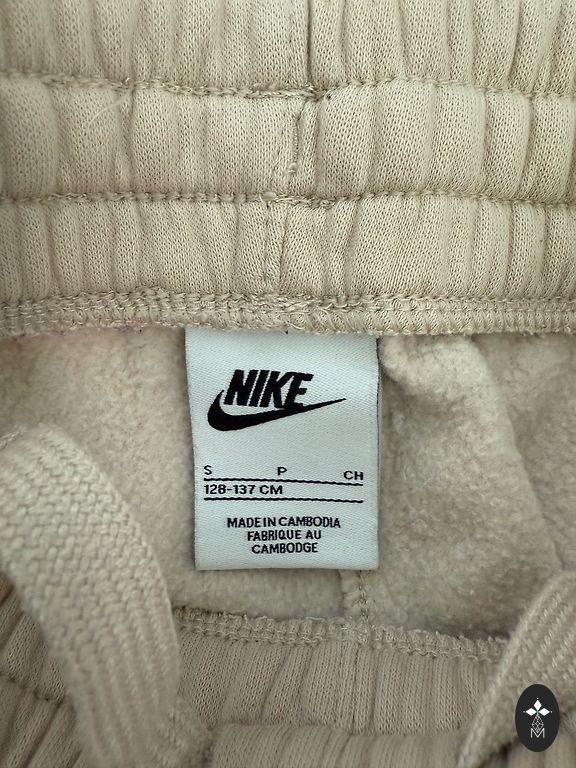 NIKE
S P CH
128-137 CM
MADE IN CAMBODIA
FABRIQUE AU
CAMBODGE
M